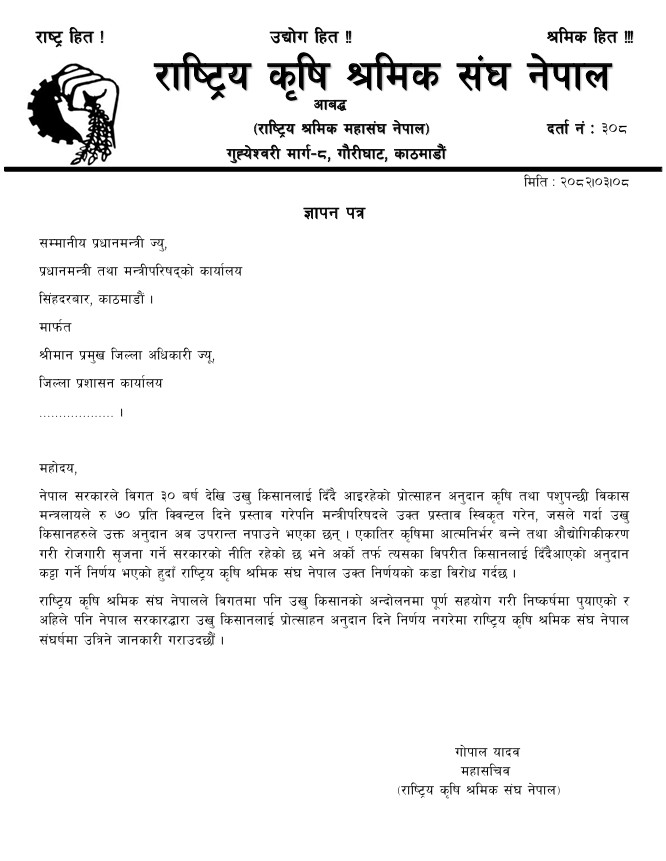 राष्ट्र हित ! उद्योग हित !! श्रमिक हित !!!
राष्ट्रिय कृषि श्रमिक संघ नेपाल
आबद्ध
(राष्ट्रिय श्रमिक महासंघ नेपाल) दर्ता नं : ३०८
गुह्येश्वरी मार्ग-८, गौरीघाट, काठमाडौं
मिति : २०८२।०३।०८
ज्ञापन पत्र
सम्मानीय प्रधानमन्त्री ज्यु,
प्रधानमन्त्री तथा मन्त्रीपरिषद्को कार्यालय
सिंहदरबार, काठमाडौं ।
मार्फत
श्रीमान प्रमुख जिल्ला अधिकारी ज्यू,
जिल्ला प्रशासन कार्यालय
................... ।
महोदय,
नेपाल सरकारले विगत ३० बर्ष देखि उखु किसानलाई दिँदै आइरहेको प्रोत्साहन अनुदान कृषि तथा पशुपन्छी विकास
मन्त्रलायले रु ७० प्रति क्विन्टल दिने प्रस्ताव गरेपनि मन्त्रीपरिषदले उक्त प्रस्ताव स्विकृत गरेन, जसले गर्दा उखु
किसानहरुले उक्त अनुदान अव उपरान्त नपाउने भएका छन् । एकातिर कृषिमा आत्मनिर्भर बन्ने तथा औद्योगिकीकरण
गरी रोजगारी सृजना गर्ने सरकारको नीति रहेको छ भने अर्को तर्फ त्यसका विपरीत किसानलाई दिँदैआएको अनुदान
कट्टा गर्ने निर्णय भएको हुदाँ राष्ट्रिय कृषि श्रमिक संघ नेपाल उक्त निर्णयको कडा विरोध गर्दछ ।
राष्ट्रिय कृषि श्रमिक संघ नेपालले विगतमा पनि उखु किसानको अन्दोलनमा पूर्ण सहयोग गरी निष्कर्षमा पुयाएको र
अहिले पनि नेपाल सरकारद्वारा उखु किसानलाई प्रोत्साहन अनुदान दिने निर्णय नगरेमा राष्ट्रिय कृषि श्रमिक संघ नेपाल
संघर्षमा उत्रिने जानकारी गराउदछौं ।
गोपाल यादव
महासचिव
(राष्ट्रिय कृषि श्रमिक संघ नेपाल)